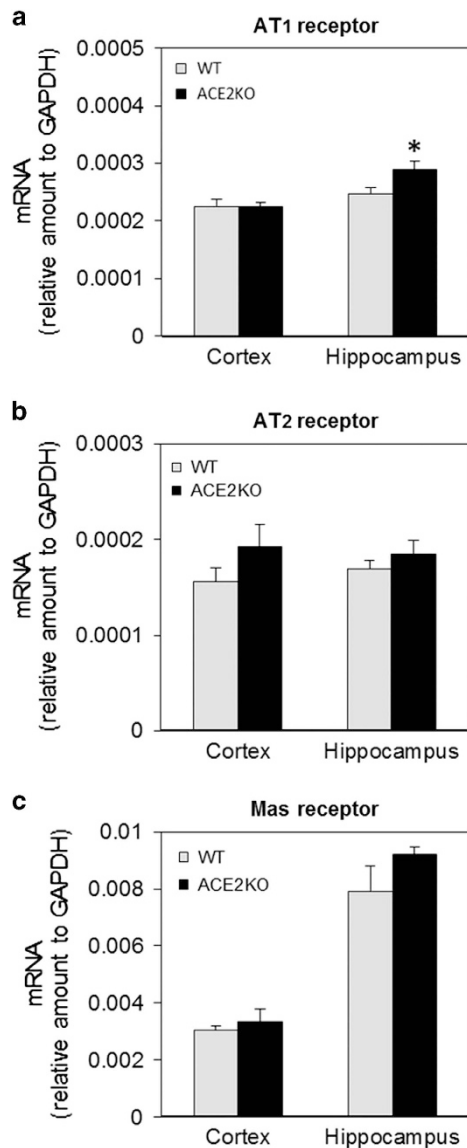 a
AT1 receptor
0.0005
0.0004
0.0003
0.0002
0.0001
0
mRNA
(relative amount to GAPDH)
WT
ACE2KO
*
Cortex Hippocampus
b
AT2 receptor
0.0003
0.0002
0.0001
0
mRNA
(relative amount to GAPDH)
WT
ACE2KO
Cortex Hippocampus
c
Mas receptor
0.01
0.008
0.006
0.004
0.002
0
mRNA
(relative amount to GAPDH)
WT
ACE2KO
Cortex Hippocampus